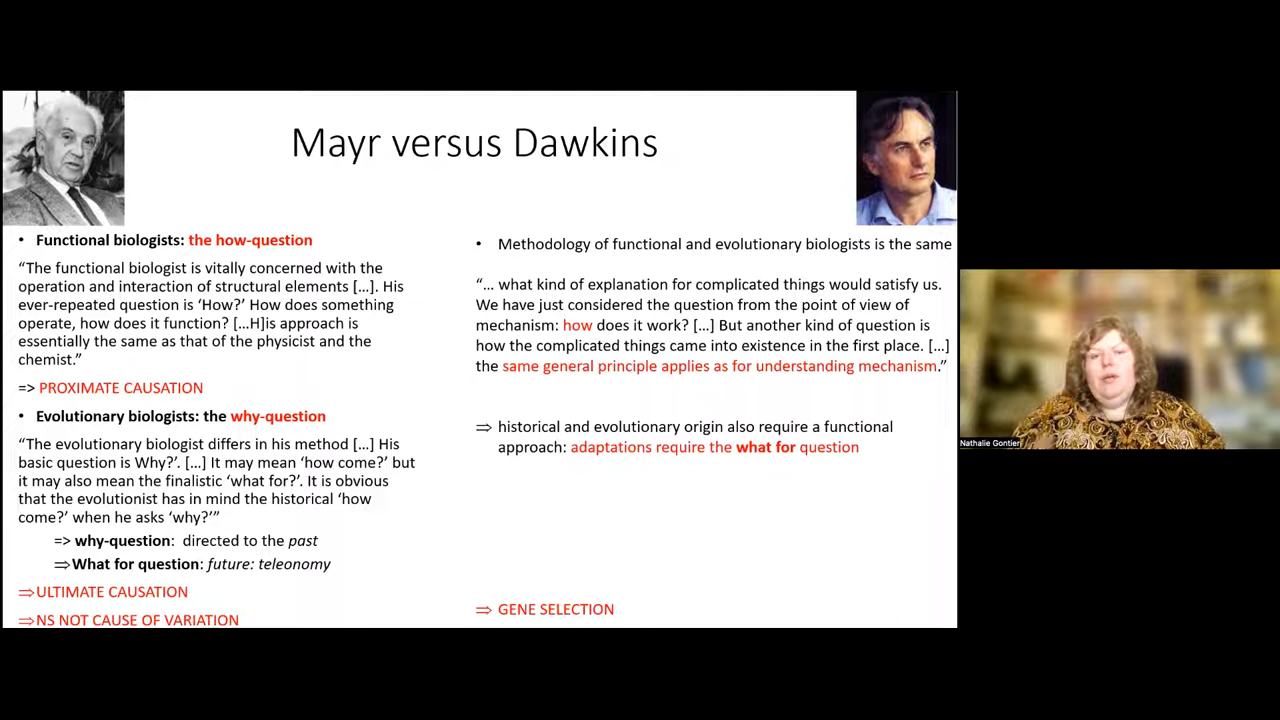 Mayr versus Dawkins
• Functional biologists: the how-question
“The functional biologist is vitally concerned with the
operation and interaction of structural elements […]. His
ever-repeated question is ‘How?’ How does something
operate, how does it function? […H]is approach is
essentially the same as that of the physicist and the
chemist.”
=> PROXIMATE CAUSATION
• Evolutionary biologists: the why-question
“The evolutionary biologist differs in his method […] His
basic question is Why?’. […] It may mean ‘how come?’ but
it may also mean the finalistic ‘what for?’. It is obvious
that the evolutionist has in mind the historical ‘how
come?’ when he asks ‘why?’”
=> why-question: directed to the past
⇒What for question: future: teleonomy
⇒ULTIMATE CAUSATION
⇒NS NOT CAUSE OF VARIATION
• Methodology of functional and evolutionary biologists is the same
“… what kind of explanation for complicated things would satisfy us.
We have just considered the question from the point of view of
mechanism: how does it work? […] But another kind of question is
how the complicated things came into existence in the first place. […]
the same general principle applies as for understanding mechanism.”
⇒ historical and evolutionary origin also require a functional
approach: adaptations require the what for question
⇒ GENE SELECTION
Nathalie Gontier